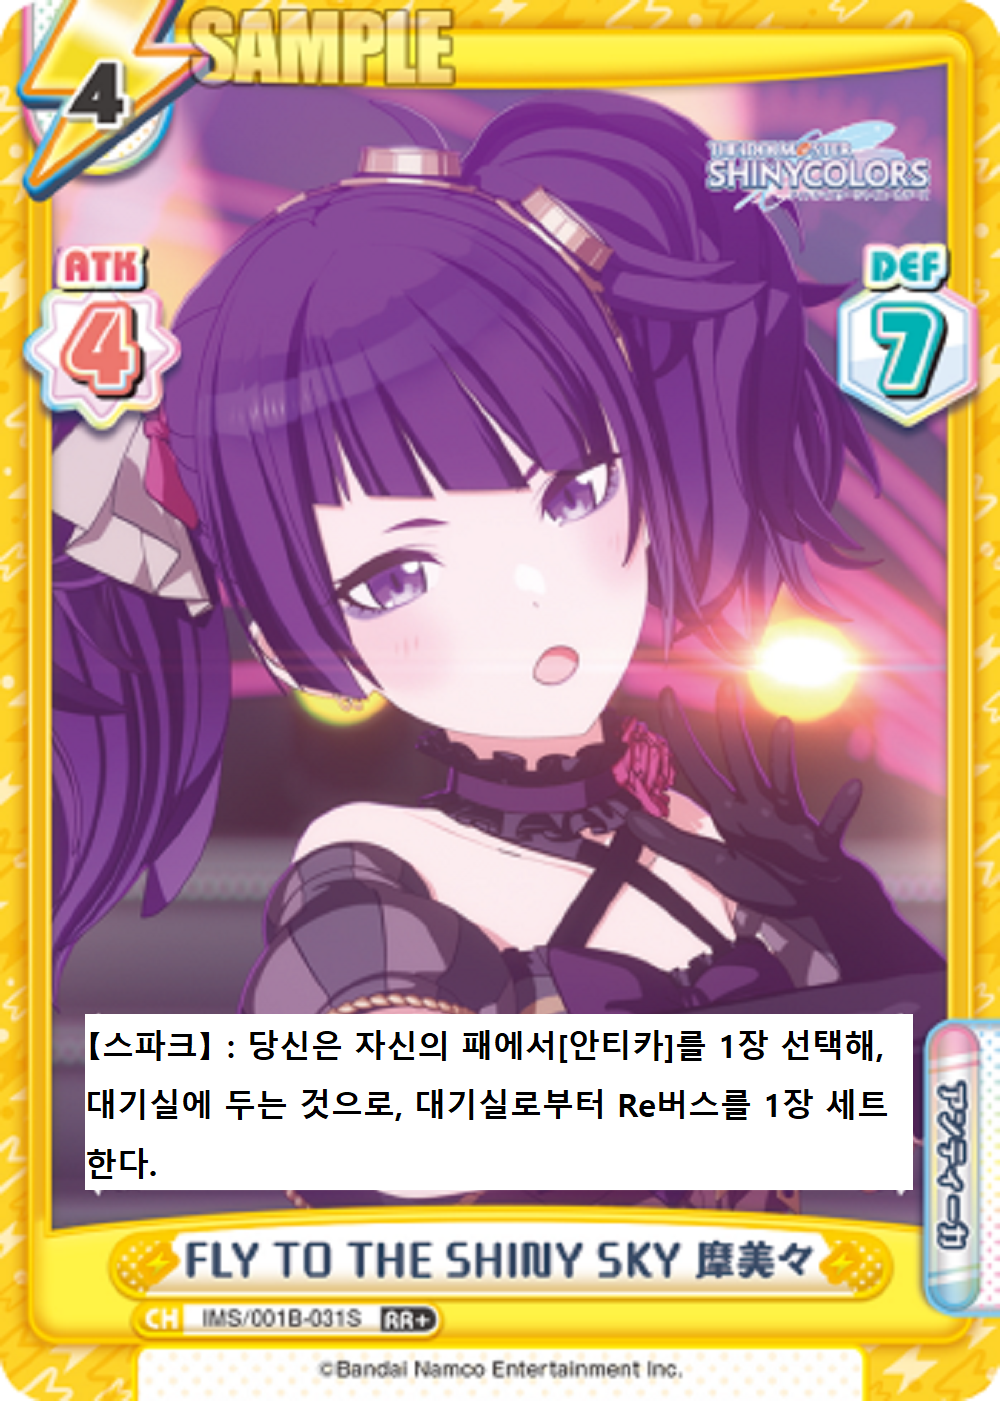 SAMPLE
4
THE IDOLM@STER
SHINYCOLORS
ATK
4
DEF
7
【스파크】 : 당신은 자신의 패에서[안티카]를 1장 선택해,
대기실에 두는 것으로, 대기실로부터 Re버스를 1장 세트
한다.
アンティーカ
FLY TO THE SHINY SKY 摩美々
CH IMS/001B-031S RR+
©Bandai Namco Entertainment Inc.